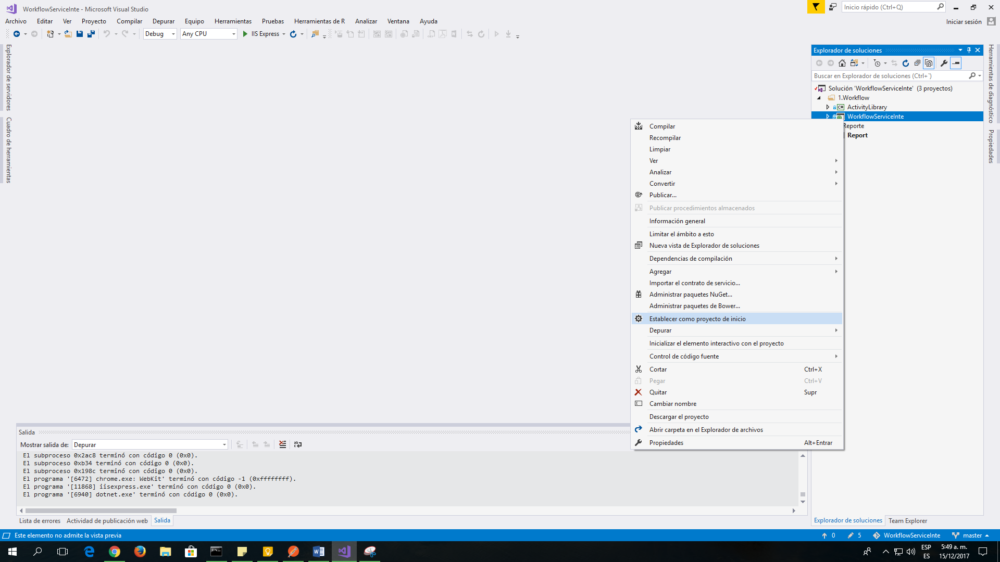 WorkflowServiceInte - Microsoft Visual Studio
Inicio rápido (Ctrl+Q)
Archivo Editar Ver Proyecto Compilar Depurar Equipo Herramientas Pruebas Herramientas de R Analizar Ventana Ayuda
Iniciar sesión
Debug Any CPU IIS Express
Explorador de servidores
Cuadro de herramientas
Explorador de soluciones
Buscar en Explorador de soluciones (Ctrl+`)
Solución 'WorkflowServiceInte' (3 proyectos)
1.Workflow
ActivityLibrary
WorkflowServiceInte
Reporte
Report
Herramientas de diagnóstico
Propiedades
Compilar
Recompilar
Limpiar
Ver
Analizar
Convertir
Publicar...
Publicar procedimientos almacenados
Información general
Limitar el ámbito a esto
Nueva vista de Explorador de soluciones
Dependencias de compilación
Agregar
Importar el contrato de servicio...
Administrar paquetes NuGet...
Administrar paquetes de Bower...
Establecer como proyecto de inicio
Depurar
Inicializar el elemento interactivo con el proyecto
Control de código fuente
Cortar Ctrl+X
Pegar Ctrl+V
Quitar Supr
Cambiar nombre
Descargar el proyecto
Abrir carpeta en el Explorador de archivos
Propiedades Alt+Entrar
Salida
Mostrar salida de: Depurar
El subproceso 0x2ac8 terminó con código 0 (0x0).
El subproceso 0xb34 terminó con código 0 (0x0).
El subproceso 0x198c terminó con código 0 (0x0).
El programa '[6472] chrome.exe: WebKit' terminó con código -1 (0xffffffff).
El programa '[11868] iisexpress.exe' terminó con código 0 (0x0).
El programa '[6940] dotnet.exe' terminó con código 0 (0x0).
Lista de errores Actividad de publicación web Salida
Explorador de soluciones Team Explorer
Este elemento no admite la vista previa
0 5 WorkflowServiceInte master
ESP
ES
5:49 a. m.
15/12/2017